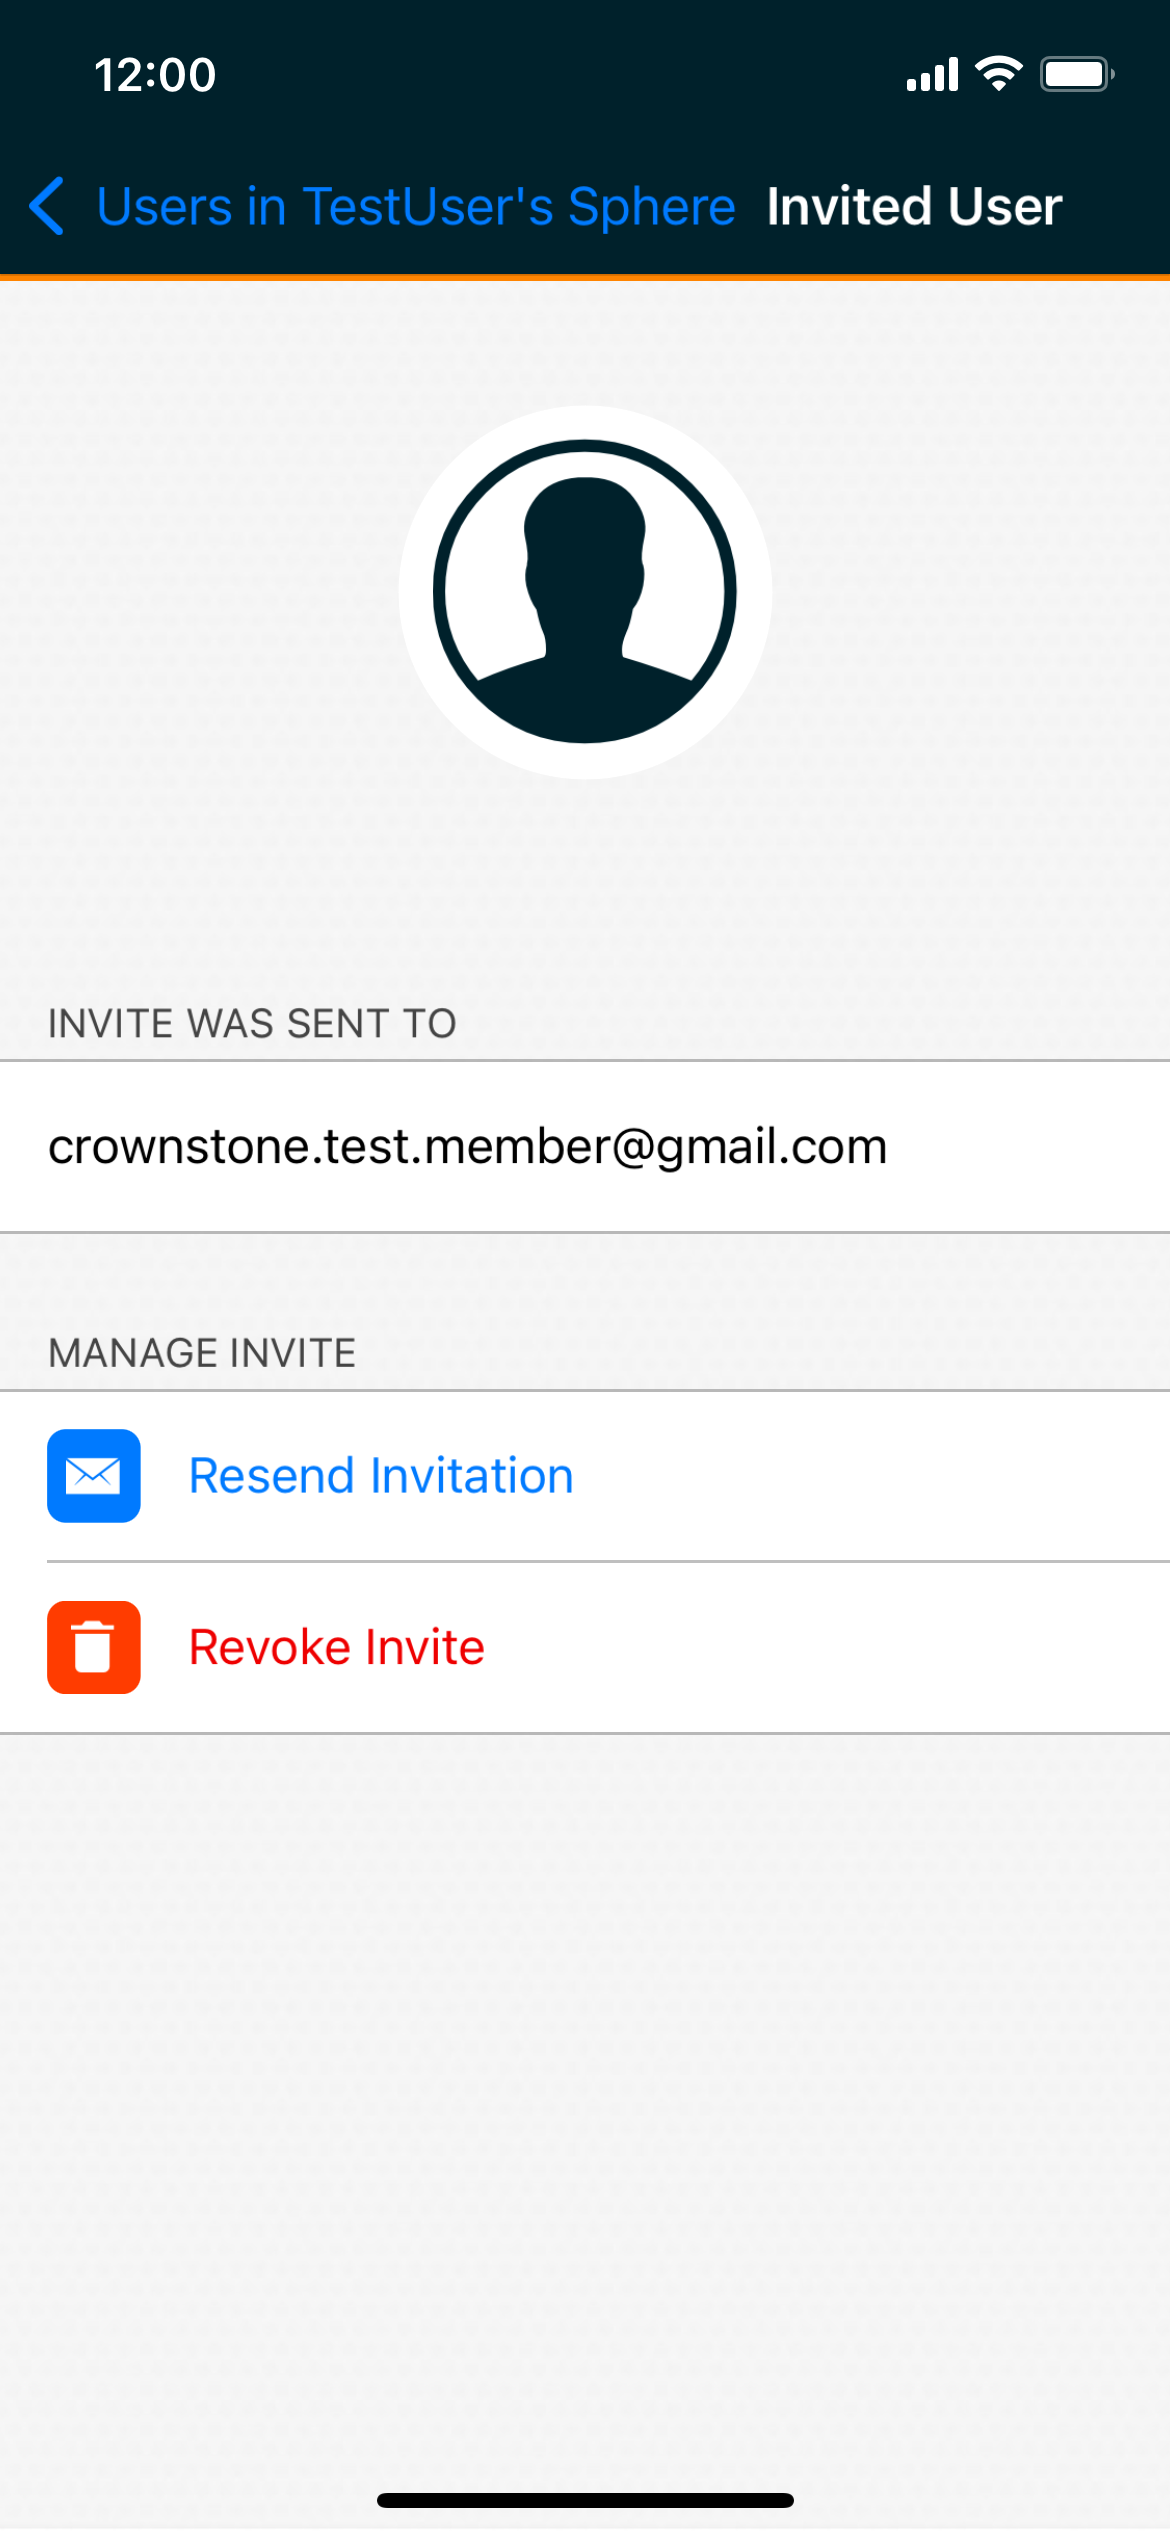 12:00
Users in TestUser's Sphere Invited User
INVITE WAS SENT TO
crownstone.test.member@gmail.com
MANAGE INVITE
Resend Invitation
Revoke Invite